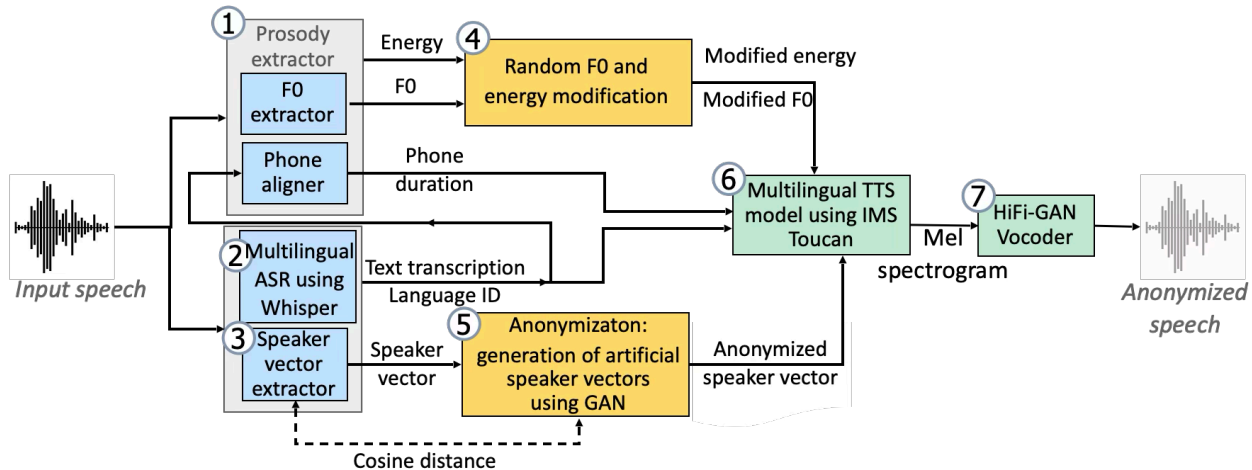 1
Prosody
extractor
F0
extractor
Phone
aligner
Energy
F0
4
Random F0 and
energy modification
Modified energy
Modified F0
Phone
duration
Input speech
2
Multilingual
ASR using
Whisper
Text transcription
Language ID
3
Speaker
vector
extractor
Speaker
vector
5
Anonymizaton:
generation of artificial
speaker vectors
using GAN
Anonymized
speaker vector
Cosine distance
6
Multilingual TTS
model using IMS
Toucan
Mel
spectrogram
7
HiFi-GAN
Vocoder
Anonymized
speech